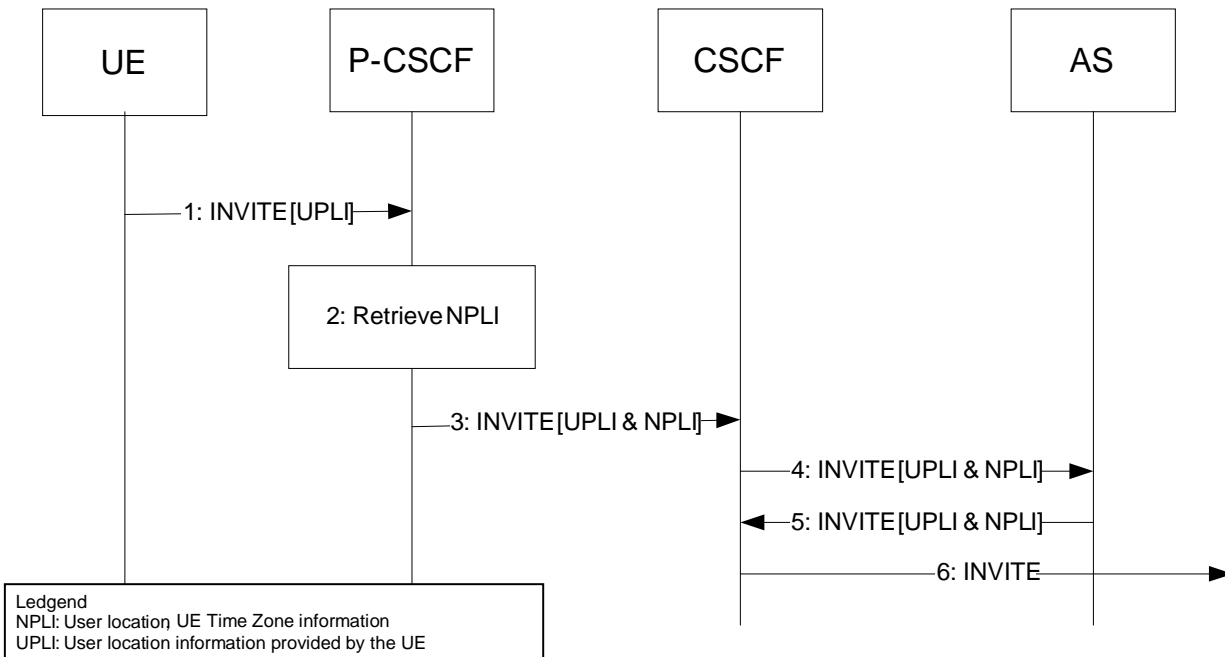 UE
P-CSCF
CSCF
AS
1: INVITE[UPLI]
2: Retrieve NPLI
3: INVITE[UPLI & NPLI]
4: INVITE[UPLI & NPLI]
5: INVITE[UPLI & NPLI]
6: INVITE
Ledgend
NPLI: User location, UE Time Zone information
UPLI: User location information provided by the UE